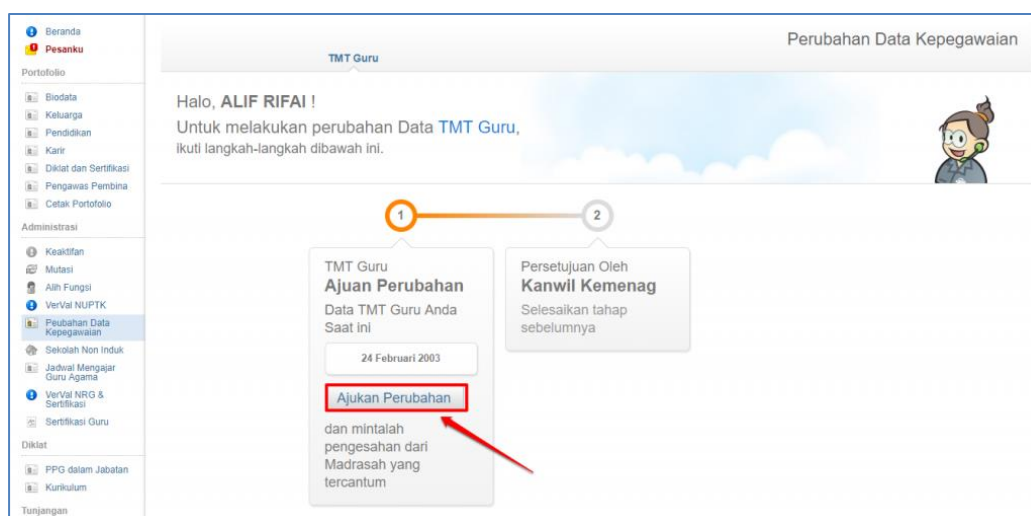 Beranda
Pesanku
Portofolio
Biodata
Keluarga
Pendidikan
Karir
Diklat dan Sertifikasi
Pengawas Pembina
Cetak Portofolio
Administrasi
Keaktifan
Mutasi
Alih Fungsi
VerVal NUPTK
Peubahan Data
Kepegawaian
Sekolah Non Induk
Jadwal Mengajar
Guru Agama
VerVal NRG &
Sertifikasi
Sertifikasi Guru
Diklat
PPG dalam Jabatan
Kurikulum
Tunjangan
Perubahan Data Kepegawaian
TMT Guru
Halo, ALIF RIFAI !
Untuk melakukan perubahan Data TMT Guru,
ikuti langkah-langkah dibawah ini.
1
2
TMT Guru
Ajuan Perubahan
Data TMT Guru Anda
Saat ini
24 Februari 2003
Ajukan Perubahan
dan mintalah
pengesahan dari
Madrasah yang
tercantum
Persetujuan Oleh
Kanwil Kemenag
Selesaikan tahap
sebelumnya